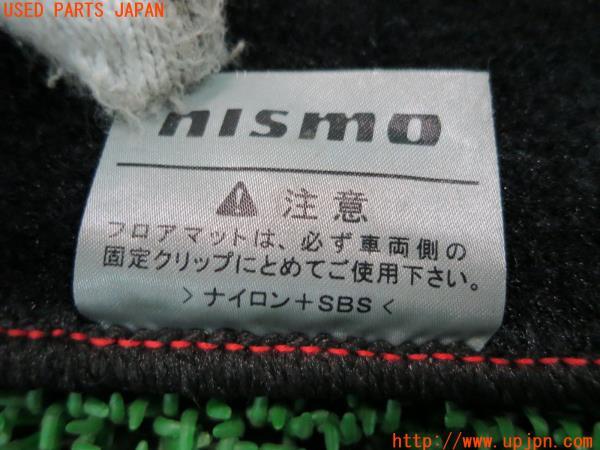 USED PARTS JAPAN
nismo
注意
フロアマットは、必ず車両側の
固定クリップにとめてご使用下さい。
> ナイロン+SBS <
http://www.upjpn.com